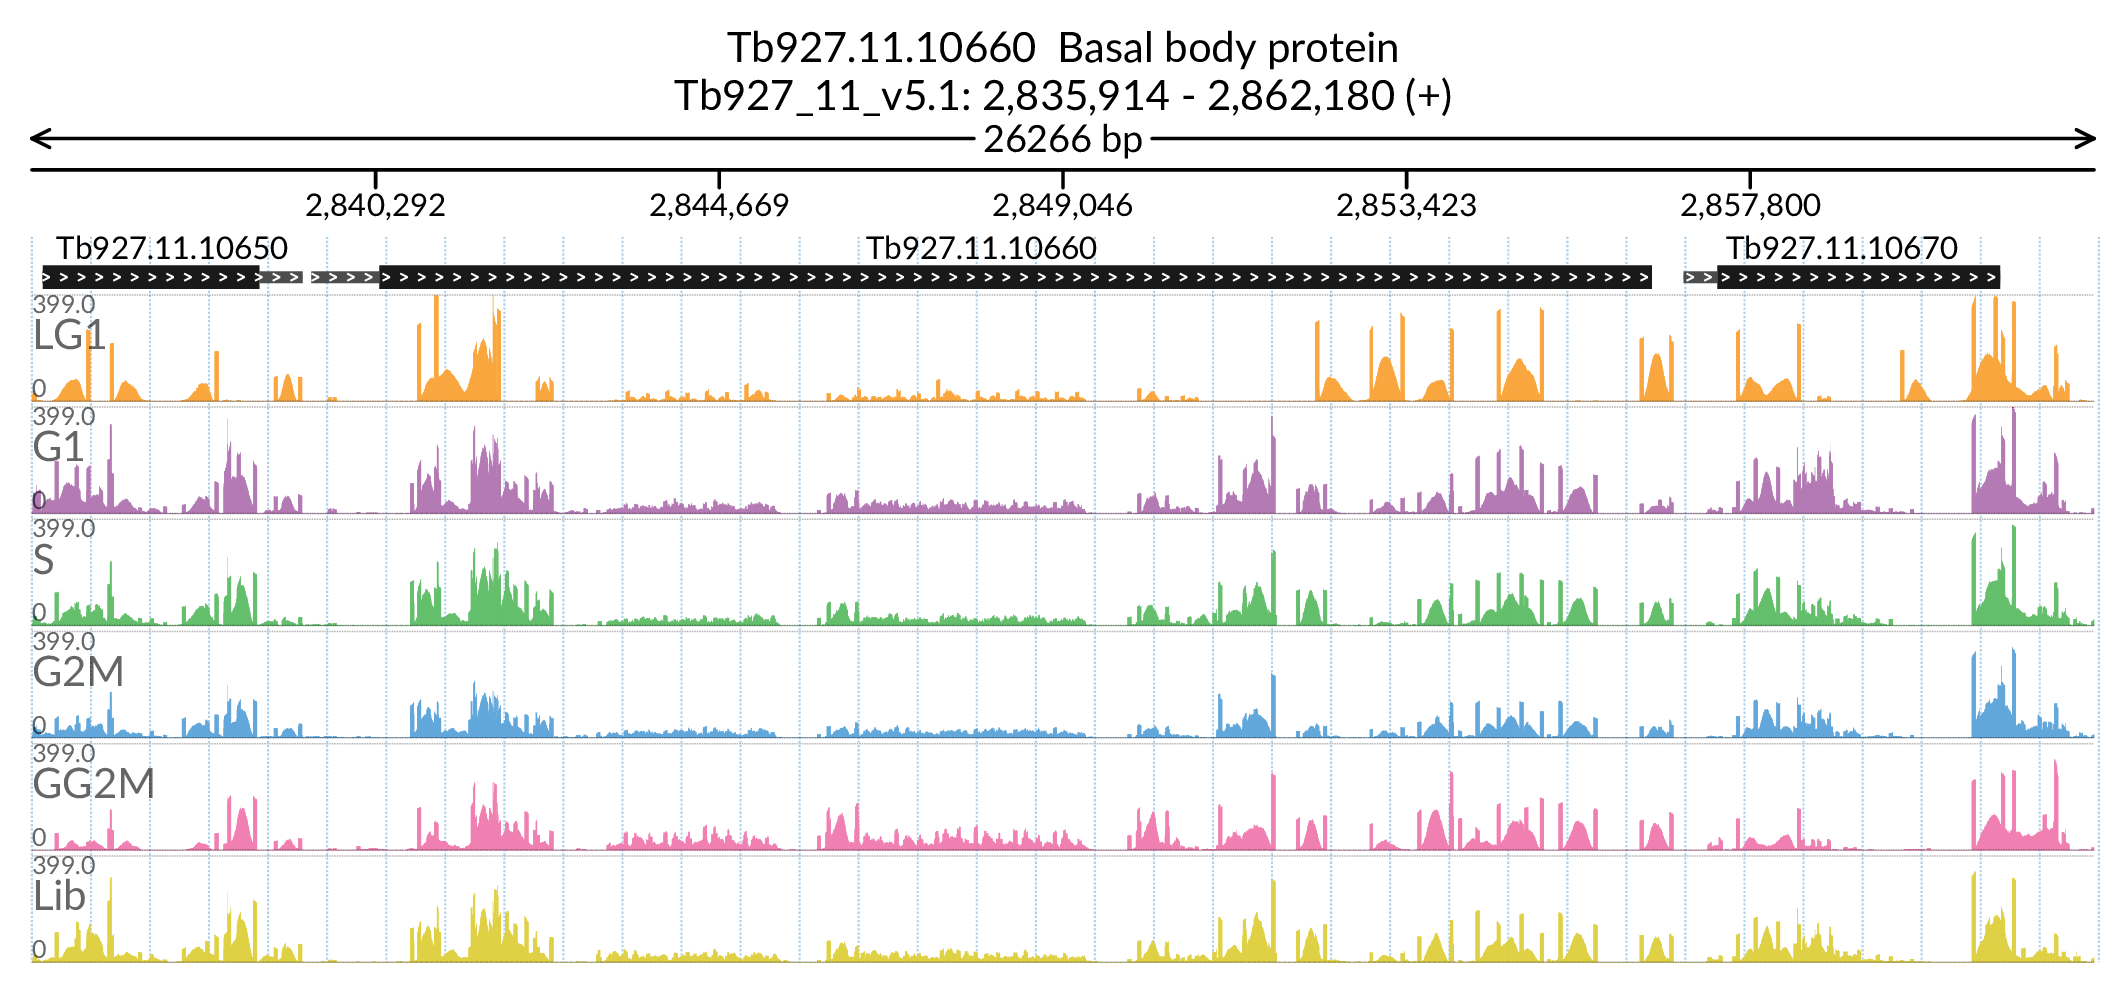 Tb927.11.10660  Basal body protein
Tb927_11_v5.1: 2,835,914 - 2,862,180 (+)
26266 bp
2,840,292 2,844,669 2,849,046 2,853,423 2,857,800
Tb927.11.10650 Tb927.11.10660 Tb927.11.10670
399.0
LG1
0
399.0
G1
0
399.0
S
0
399.0
G2M
0
399.0
GG2M
0
399.0
Lib
0